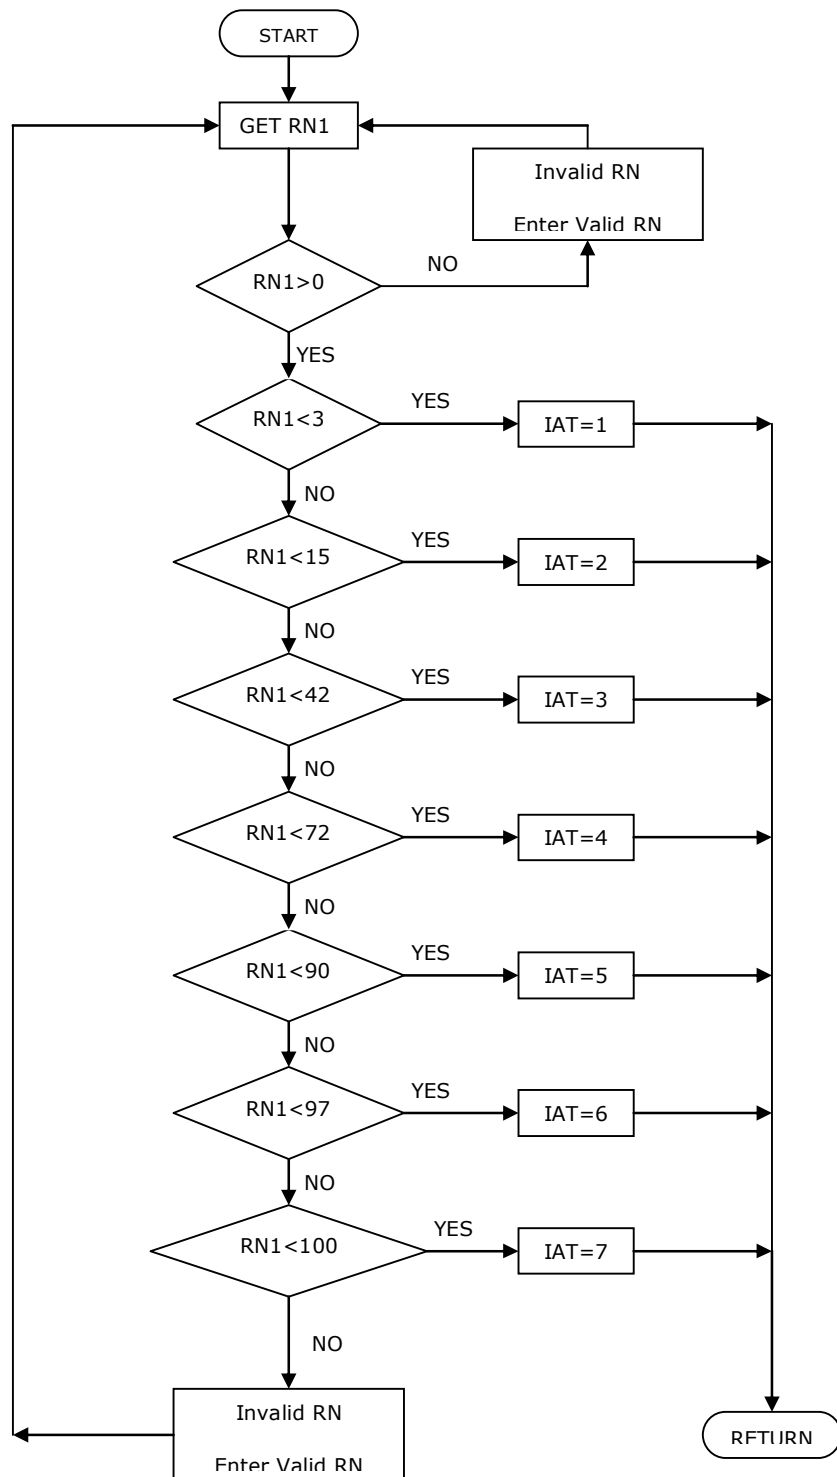 START
GET RN1
Invalid RN
Enter Valid RN
RN1>0
NO
YES
RN1<3
YES
IAT=1
NO
RN1<15
YES
IAT=2
NO
RN1<42
YES
IAT=3
NO
RN1<72
YES
IAT=4
NO
RN1<90
YES
IAT=5
NO
RN1<97
YES
IAT=6
NO
RN1<100
YES
IAT=7
NO
Invalid RN
Enter Valid RN
RETURN